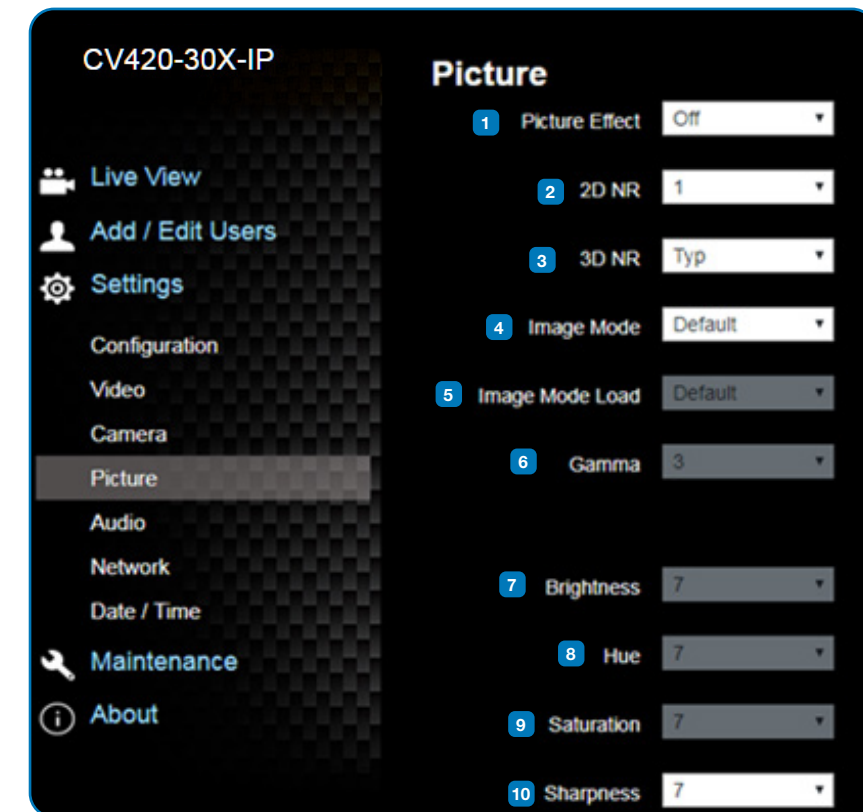 CV420-30X-IP
Live View
Add / Edit Users
Settings
Configuration
Video
Camera
Picture
Audio
Network
Date / Time
Maintenance
About
Picture
1 Picture Effect Off
2 2D NR 1
3 3D NR Typ
4 Image Mode Default
5 Image Mode Load Default
6 Gamma 3
7 Brightness 7
8 Hue 7
9 Saturation 7
10 Sharpness 7